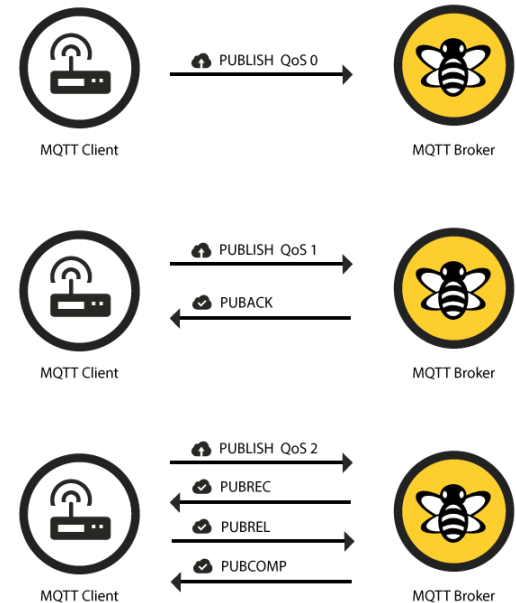 PUBLISH QoS 0
MQTT Client
MQTT Broker
PUBLISH QoS 1
PUBACK
MQTT Client
MQTT Broker
PUBLISH QoS 2
PUBREC
PUBREL
PUBCOMP
MQTT Client
MQTT Broker